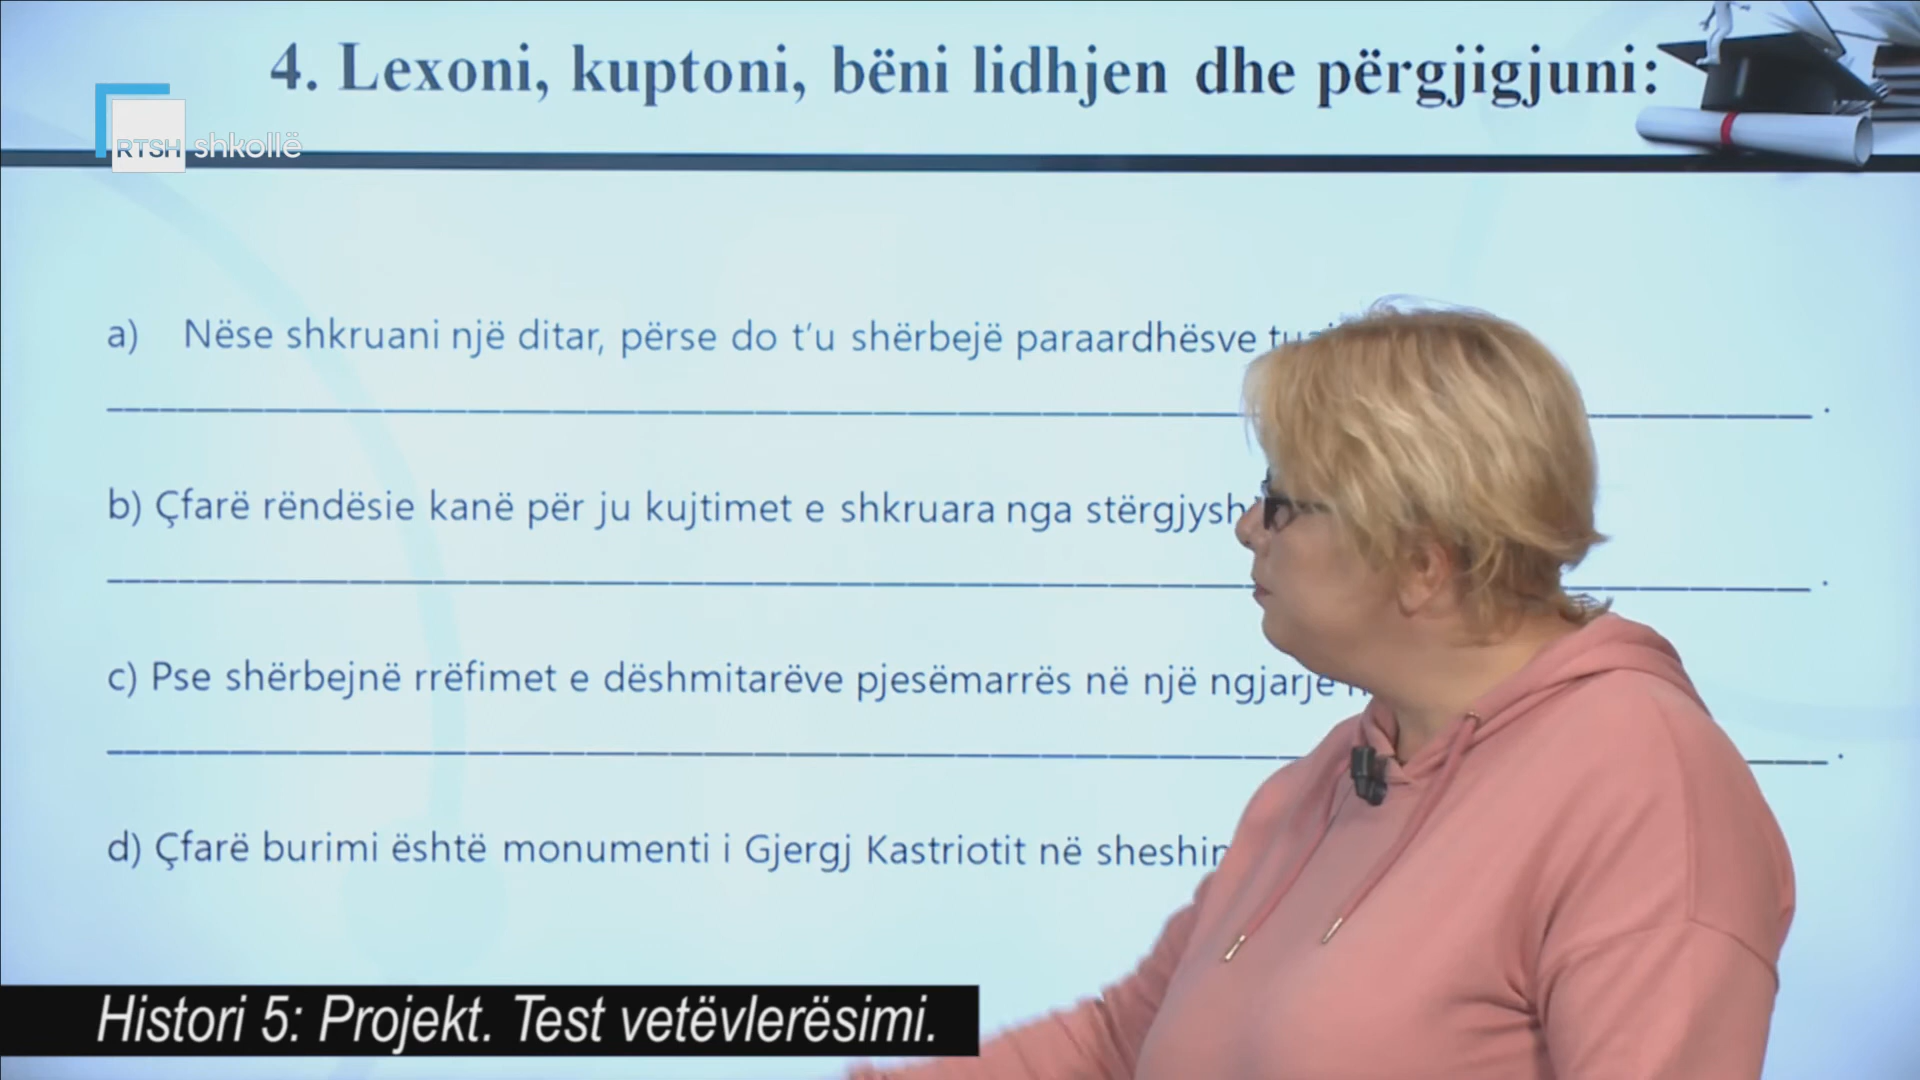 4. Lexoni, kuptoni, bëni lidhjen dhe përgjigjuni:
RTSH shkollë
a) Nëse shkruani një ditar, përse do t'u shërbejë paraardhësve
b) Çfarë rëndësie kanë për ju kujtimet e shkruara nga
c) Pse shërbejnë rrëfimet e dëshmitarëve pjesëmarrës në një ngjarje
d) Çfarë burimi është monumenti i Gjergj Kastriotit në
Histori 5: Projekt. Test vetëvlerësimi.